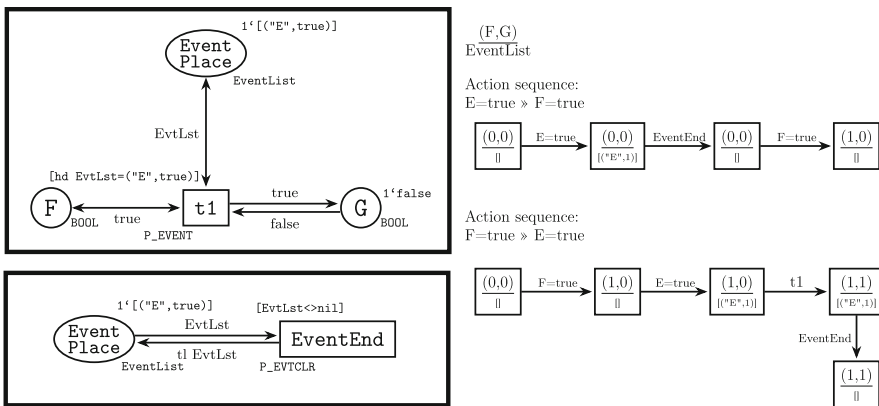 1‘[("E",true)]
Event
Place
EventList
EvtLst
[hd EvtLst=("E",true)]
F
BOOL
true
t1
P_EVENT
true
false
G
1‘false
BOOL
1‘[("E",true)]
Event
Place
EventList
EvtLst
tl EvtLst
[EvtLst<>nil]
EventEnd
P_EVTCLR
(F,G)
EventList
Action sequence:
E=true » F=true
(0,0)
[]
E=true
(0,0)
[("E",1)]
EventEnd
(0,0)
[]
F=true
(1,0)
[]
Action sequence:
F=true » E=true
(0,0)
[]
F=true
(1,0)
[]
E=true
(1,0)
[("E",1)]
t1
(1,1)
[("E",1)]
EventEnd
(1,1)
[]